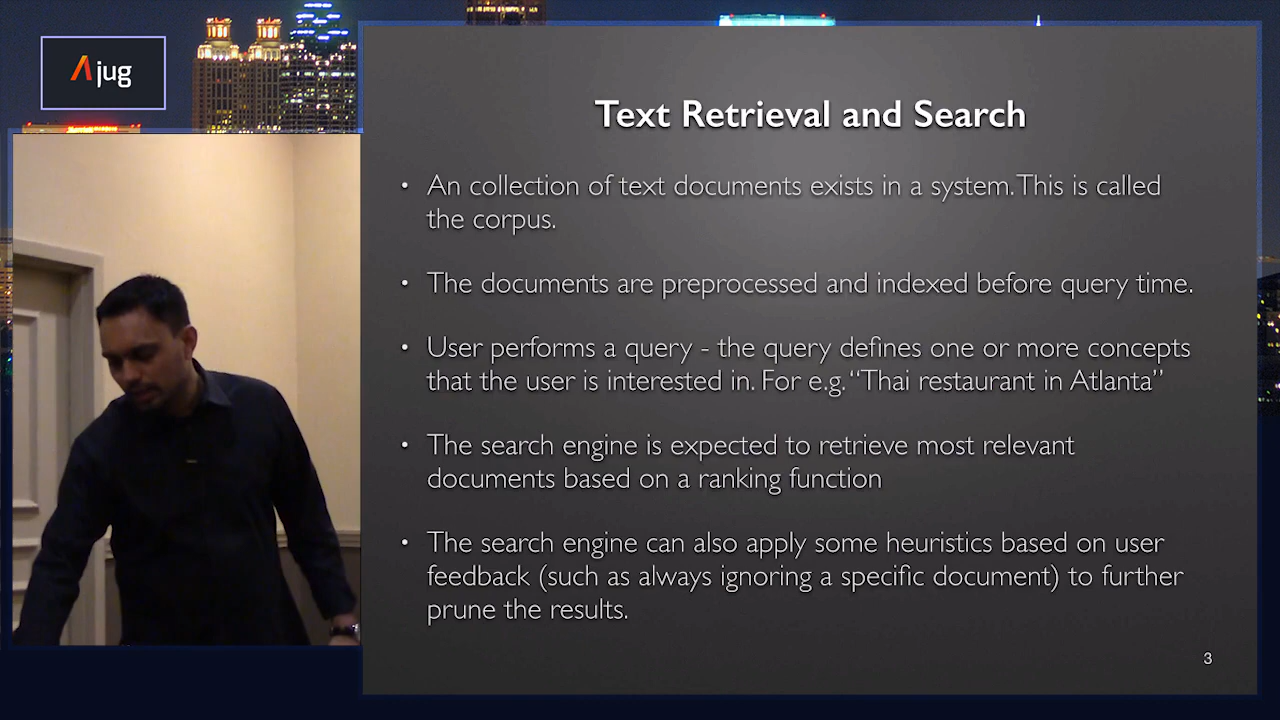 jug
Text Retrieval and Search
• An collection of text documents exists in a system. This is called
the corpus.
• The documents are preprocessed and indexed before query time.
• User performs a query - the query defines one or more concepts
that the user is interested in. For e.g. “Thai restaurant in Atlanta”
• The search engine is expected to retrieve most relevant
documents based on a ranking function
• The search engine can also apply some heuristics based on user
feedback (such as always ignoring a specific document) to further
prune the results.
3